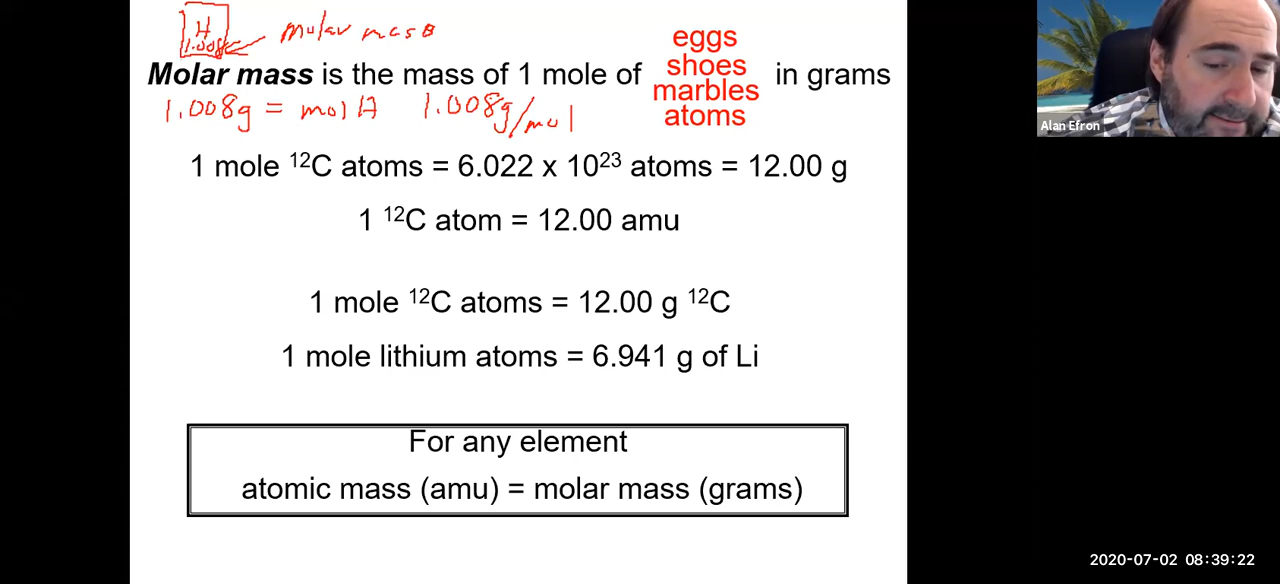 H
1.008
molar mass
eggs
shoes
marbles
atoms
Molar mass is the mass of 1 mole of in grams
1.008g = mol H 1.008g/mol
1 mole ¹²C atoms = 6.022 x 10²³ atoms = 12.00 g
1 ¹²C atom = 12.00 amu
1 mole ¹²C atoms = 12.00 g ¹²C
1 mole lithium atoms = 6.941 g of Li
For any element
atomic mass (amu) = molar mass (grams)
Alan Efron
2020-07-02 08:39:22